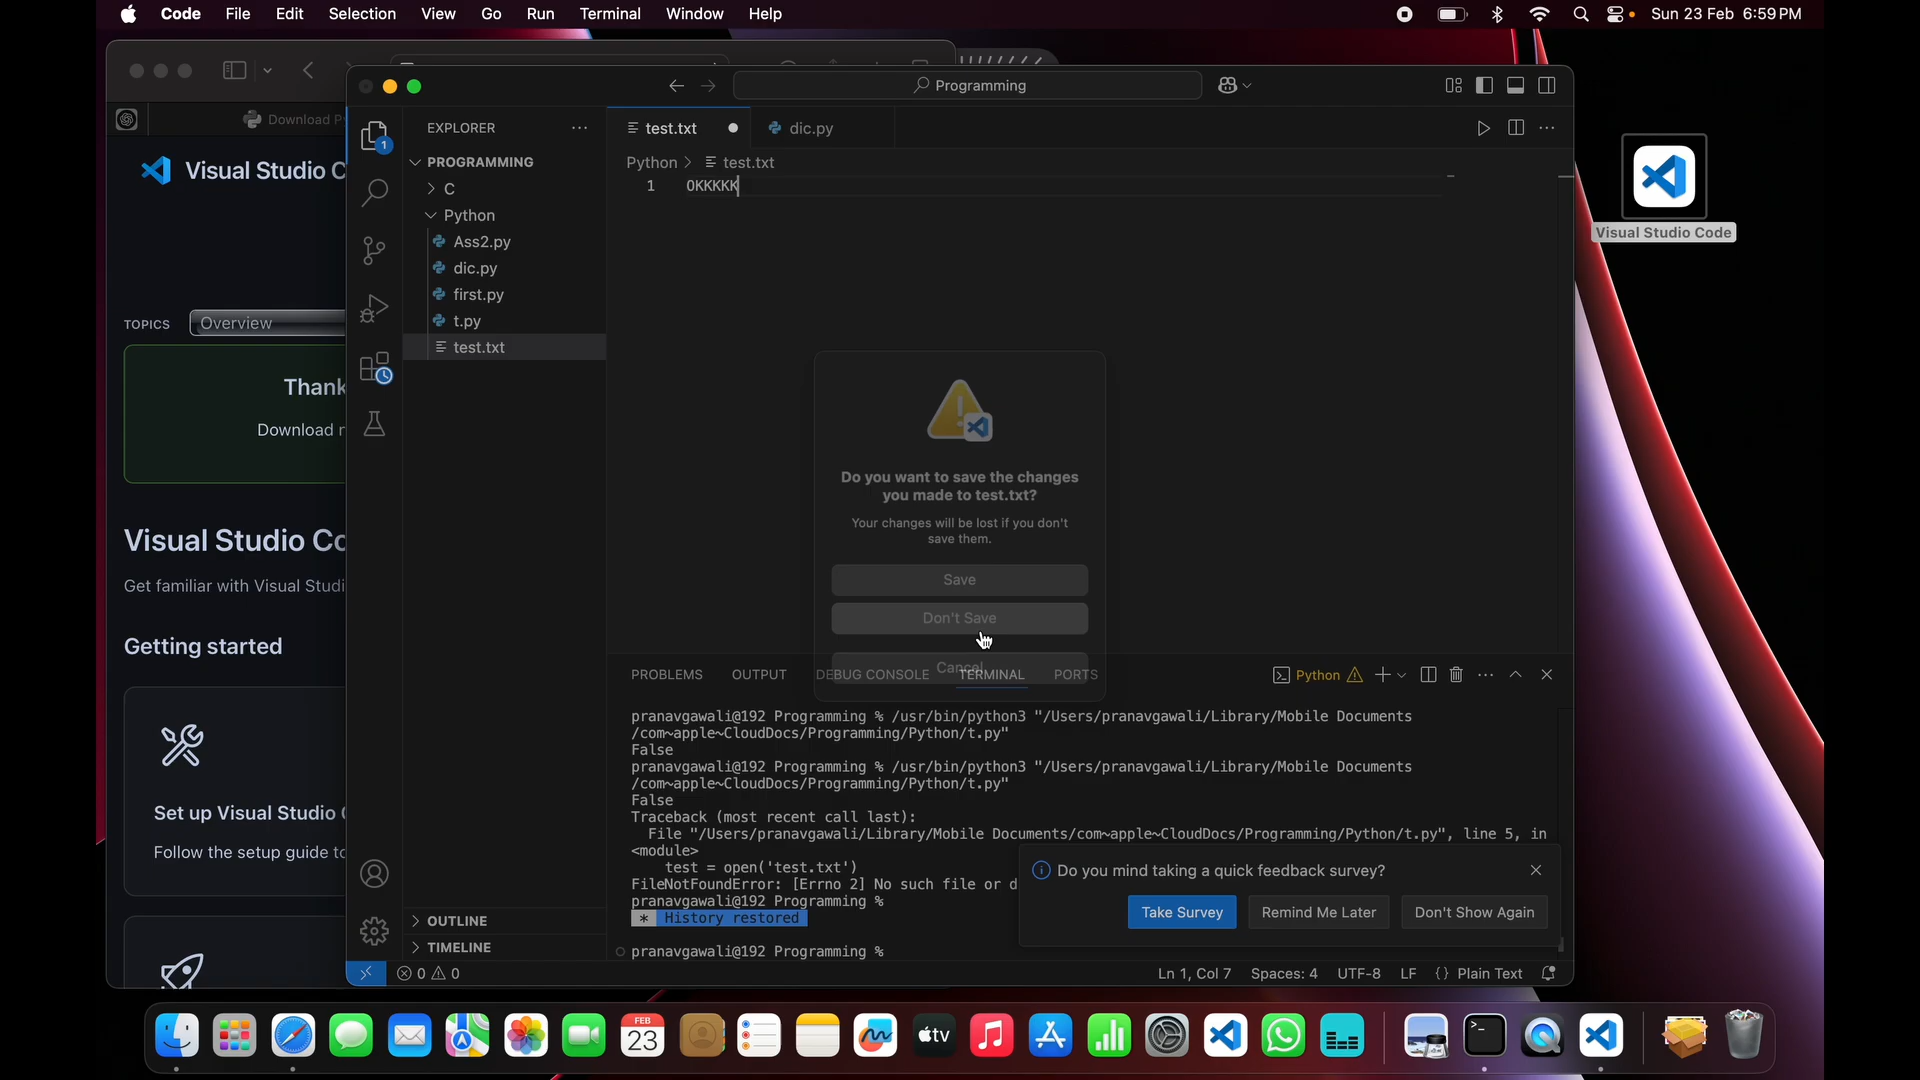 Code File Edit Selection View Go Run Terminal Window Help
Sun 23 Feb 6:59 PM
Programming
Download Py
EXPLORER
test.txt
dic.py
Python > test.txt
1 OKKKKK
PROGRAMMING
C
Python
Ass2.py
dic.py
first.py
t.py
test.txt
OUTLINE
TIMELINE
1
Visual Studio C
TOPICS Overview
Thank
Download r
Visual Studio Co
Get familiar with Visual Studi
Getting started
Set up Visual Studio
Follow the setup guide to
Visual Studio Code
Do you want to save the changes
you made to test.txt?
Your changes will be lost if you don't
save them.
Save
Don't Save
Cancel
PROBLEMS OUTPUT DEBUG CONSOLE TERMINAL PORTS
Python
pranavgawali@192 Programming % /usr/bin/python3 "/Users/pranavgawali/Library/Mobile Documents
/com~apple~CloudDocs/Programming/Python/t.py"
False
pranavgawali@192 Programming % /usr/bin/python3 "/Users/pranavgawali/Library/Mobile Documents
/com~apple~CloudDocs/Programming/Python/t.py"
False
Traceback (most recent call last):
File "/Users/pranavgawali/Library/Mobile Documents/com~apple~CloudDocs/Programming/Python/t.py", line 5, in
<module>
test = open('test.txt')
FileNotFoundError: [Errno 2] No such file or d
pranavgawali@192 Programming %
* History restored
pranavgawali@192 Programming %
Do you mind taking a quick feedback survey?
Take Survey Remind Me Later Don't Show Again
0 0
Ln 1, Col 7 Spaces: 4 UTF-8 LF {} Plain Text
FEB
23
tv